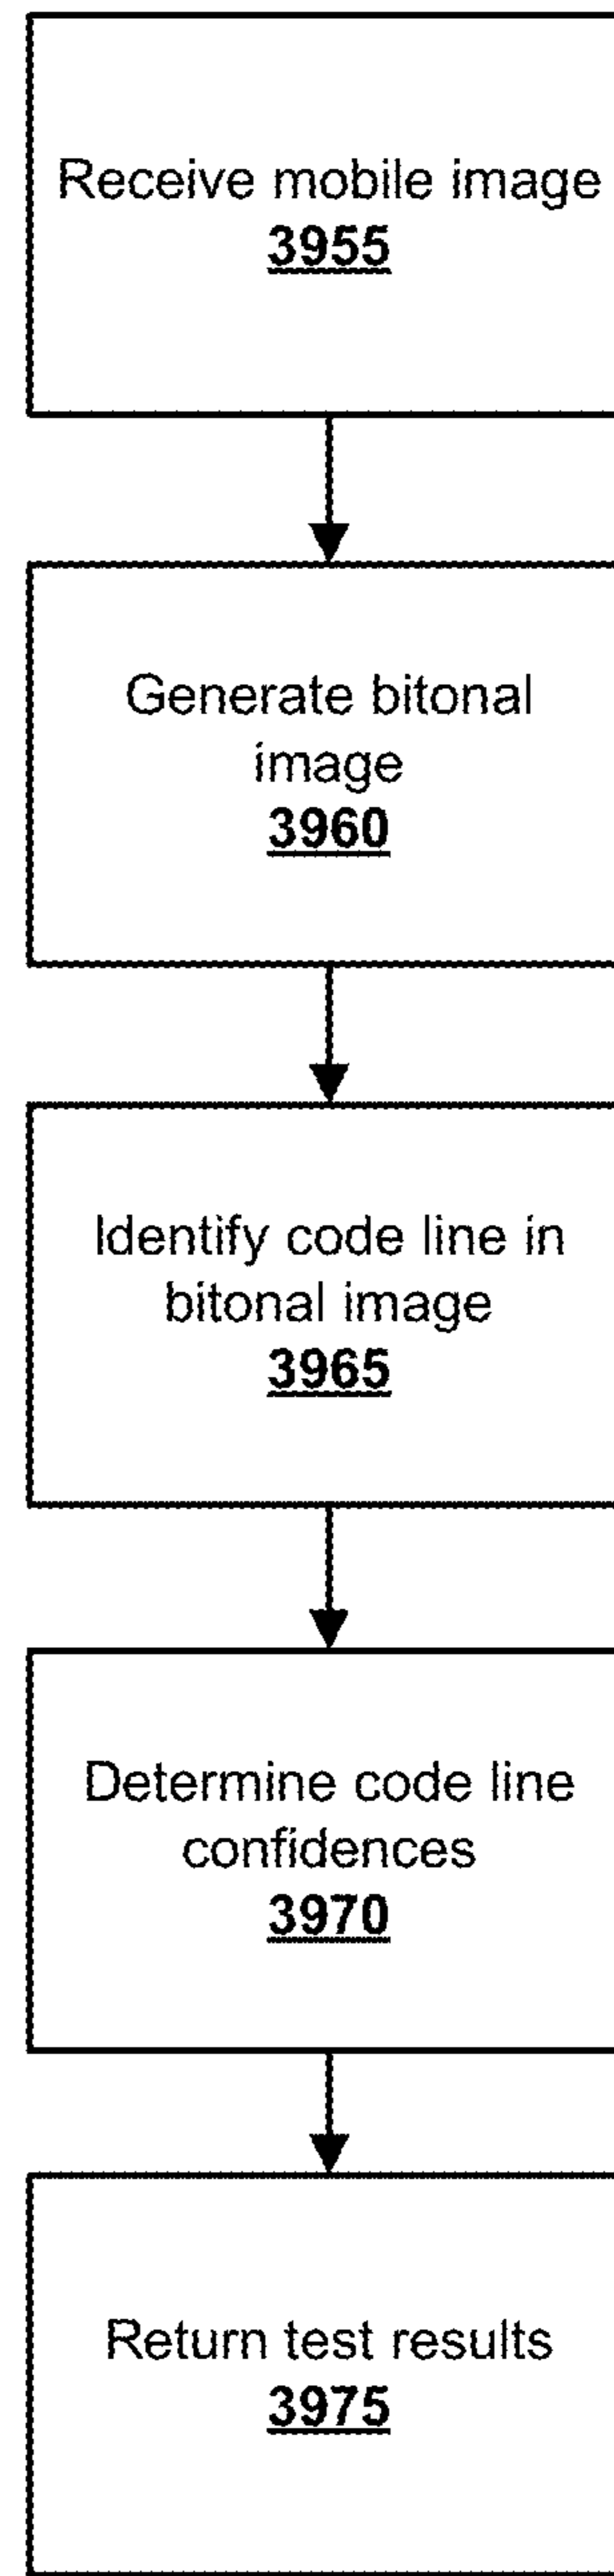 Receive mobile image
3955
Generate bitonal
image
3960
Identify code line in
bitonal image
3965
Determine code line
confidences
3970
Return test results
3975